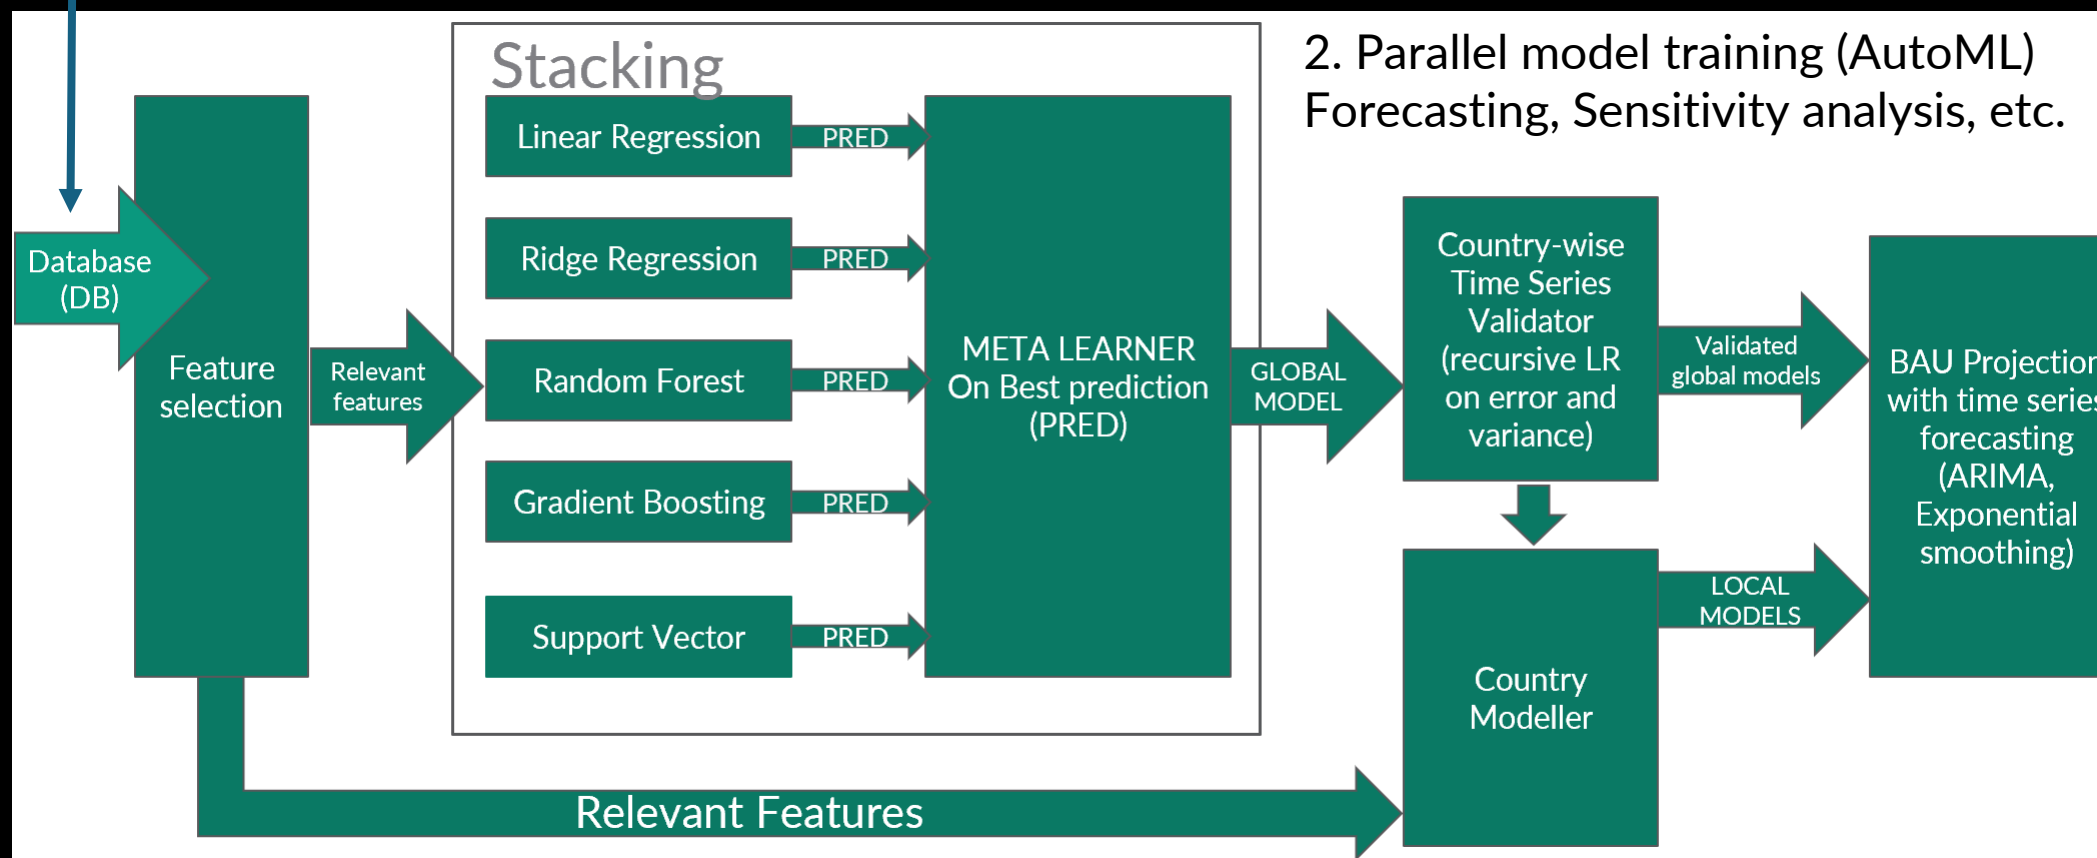 Stacking
2. Parallel model training (AutoML)
Forecasting, Sensitivity analysis, etc.
Database
(DB)
Feature
selection
Relevant
features
Linear Regression
PRED
Ridge Regression
PRED
Random Forest
PRED
Gradient Boosting
PRED
Support Vector
PRED
META LEARNER
On Best prediction
(PRED)
GLOBAL
MODEL
Country-wise
Time Series
Validator
(recursive LR
on error and
variance)
Validated
global models
Country
Modeller
LOCAL
MODELS
BAU Projection
with time series
forecasting
(ARIMA,
Exponential
smoothing)
Relevant Features